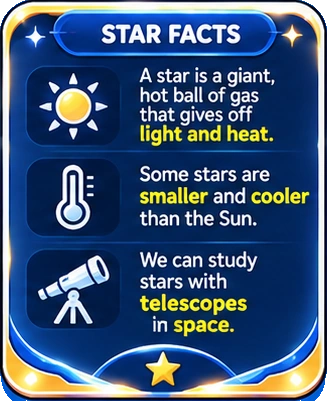 STAR FACTS
A star is a giant,
hot ball of gas
that gives off
light and heat.
Some stars are
smaller and cooler
than the Sun.
We can study
stars with
telescopes
in space.